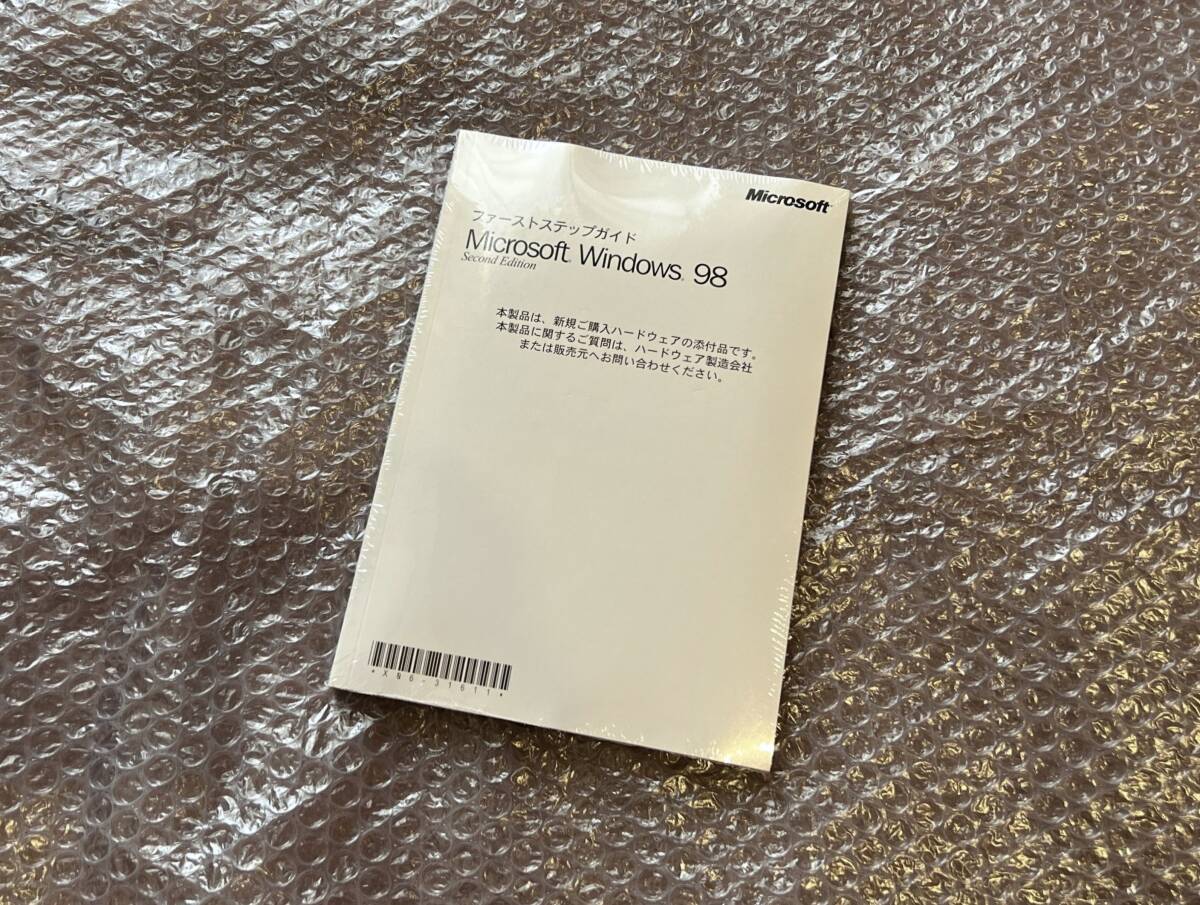 Microsoft
ファーストステップガイド
Microsoft Windows 98
Second Edition
本製品は、新規ご購入ハードウェアの添付品です。
本製品に関するご質問は、ハードウェア製造会社
または販売元へお問い合わせください。
*XN6-31611*